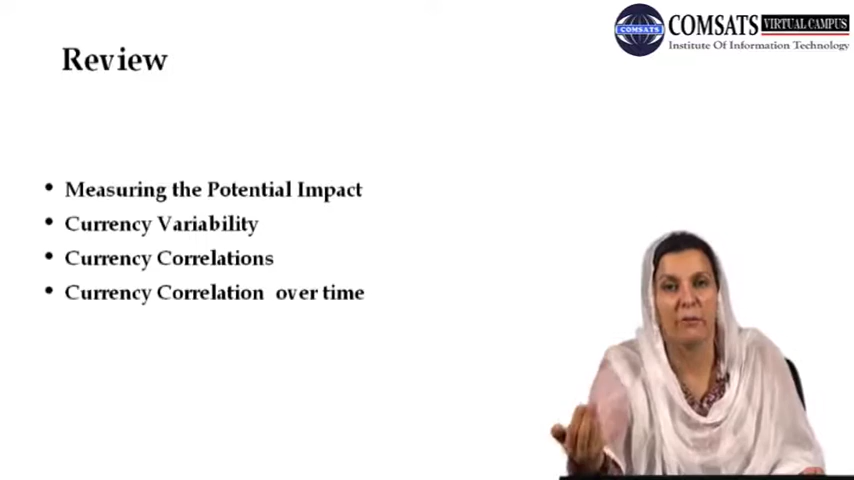 COMSATS VIRTUAL CAMPUS
COMSATS
Institute Of Information Technology
Review
• Measuring the Potential Impact
• Currency Variability
• Currency Correlations
• Currency Correlation over time